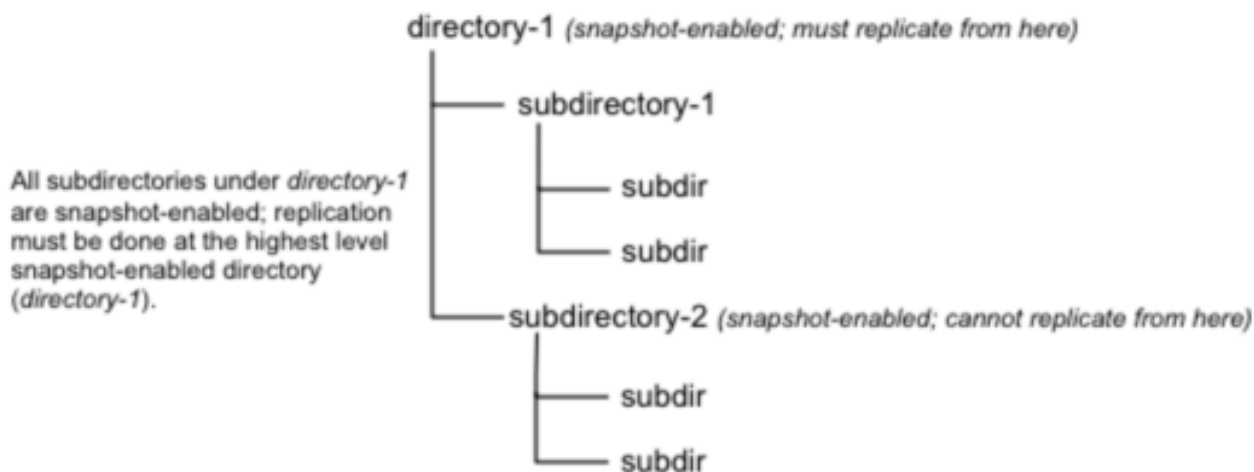 directory-1 (snapshot-enabled; must replicate from here)
subdirectory-1
All subdirectories under directory-1
are snapshot-enabled; replication
must be done at the highest level
snapshot-enabled directory
(directory-1).
subdir
subdir
subdirectory-2 (snapshot-enabled; cannot replicate from here)
subdir
subdir